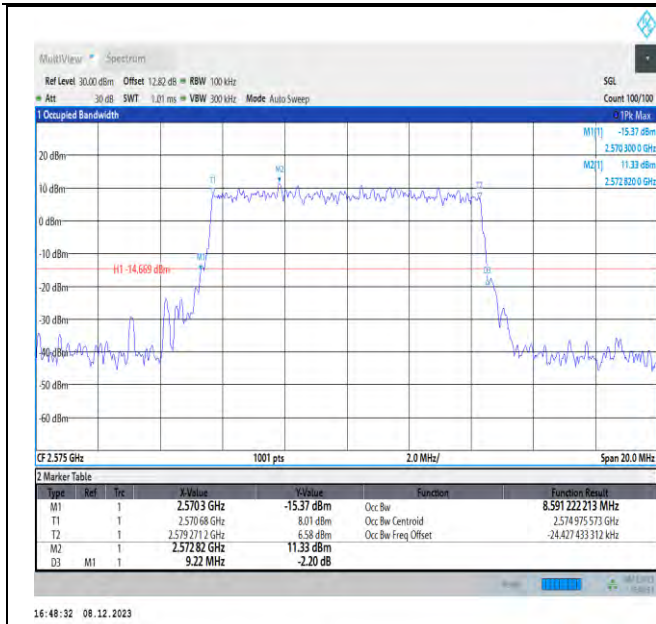 MultiView Spectrum
Ref Level 30.00 dBm Offset 12.82 dB RBW 100 kHz SGL
Att 30 dB SWT 1.01 ms VBW 300 kHz Mode Auto Sweep Count 100/100
1 Occupied Bandwidth 1Pk Max
M1[1] -15.37 dBm
2.570 300 0 GHz
M2[1] 11.33 dBm
2.572 820 0 GHz
20 dBm
M2
T1 T2
10 dBm
0 dBm
-10 dBm
M1
H1 -14.669 dBm D3
-20 dBm
-30 dBm
-40 dBm
-50 dBm
-60 dBm
CF 2.575 GHz 1001 pts 2.0 MHz/ Span 20.0 MHz
2 Marker Table
Type Ref Trc X-Value Y-Value Function Function Result
M1 1 2.570 3 GHz -15.37 dBm Occ Bw 8.591 222 213 MHz
T1 1 2.570 68 GHz 8.01 dBm Occ Bw Centroid 2.574 975 573 GHz
T2 1 2.579 271 2 GHz 6.58 dBm Occ Bw Freq Offset -24.427 433 312 kHz
M2 1 2.572 82 GHz 11.33 dBm
D3 M1 1 9.22 MHz -2.20 dB
16:48:32 08.12.2023